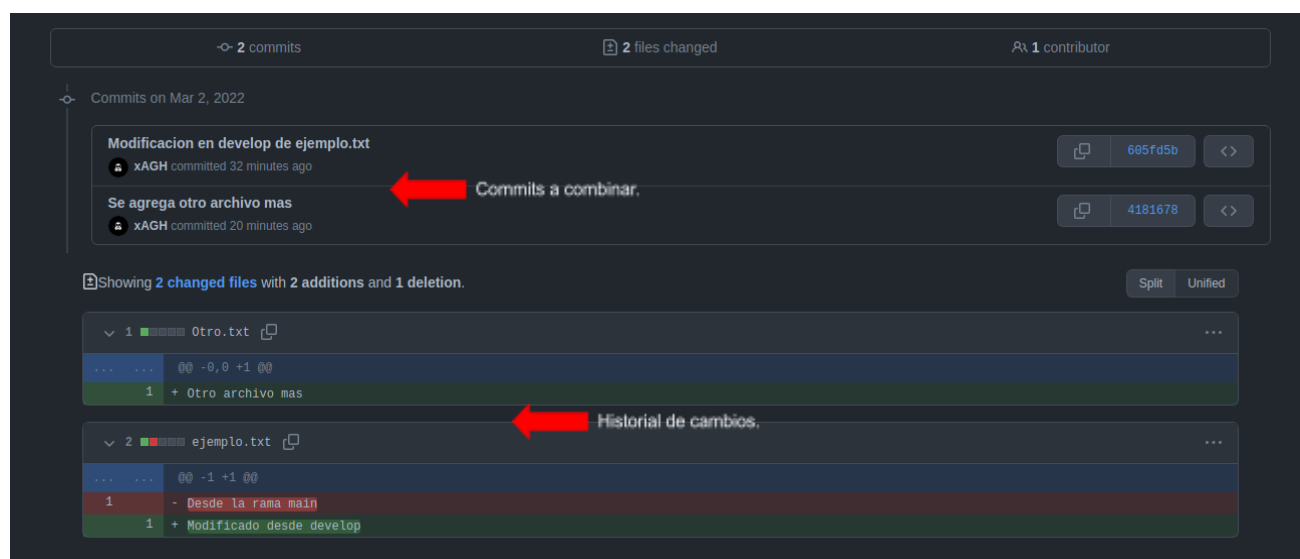 2 commits
2 files changed
1 contributor
Commits on Mar 2, 2022
Modificacion en develop de ejemplo.txt
xAGH committed 32 minutes ago
605fd5b
Commits a combinar.
Se agrega otro archivo mas
xAGH committed 20 minutes ago
4181678
Showing 2 changed files with 2 additions and 1 deletion.
Split Unified
1 Otro.txt
... ... @@ -0,0 +1 @@
1 + Otro archivo mas
Historial de cambios.
2 ejemplo.txt
... ... @@ -1 +1 @@
1 - Desde la rama main
1 + Modificado desde develop